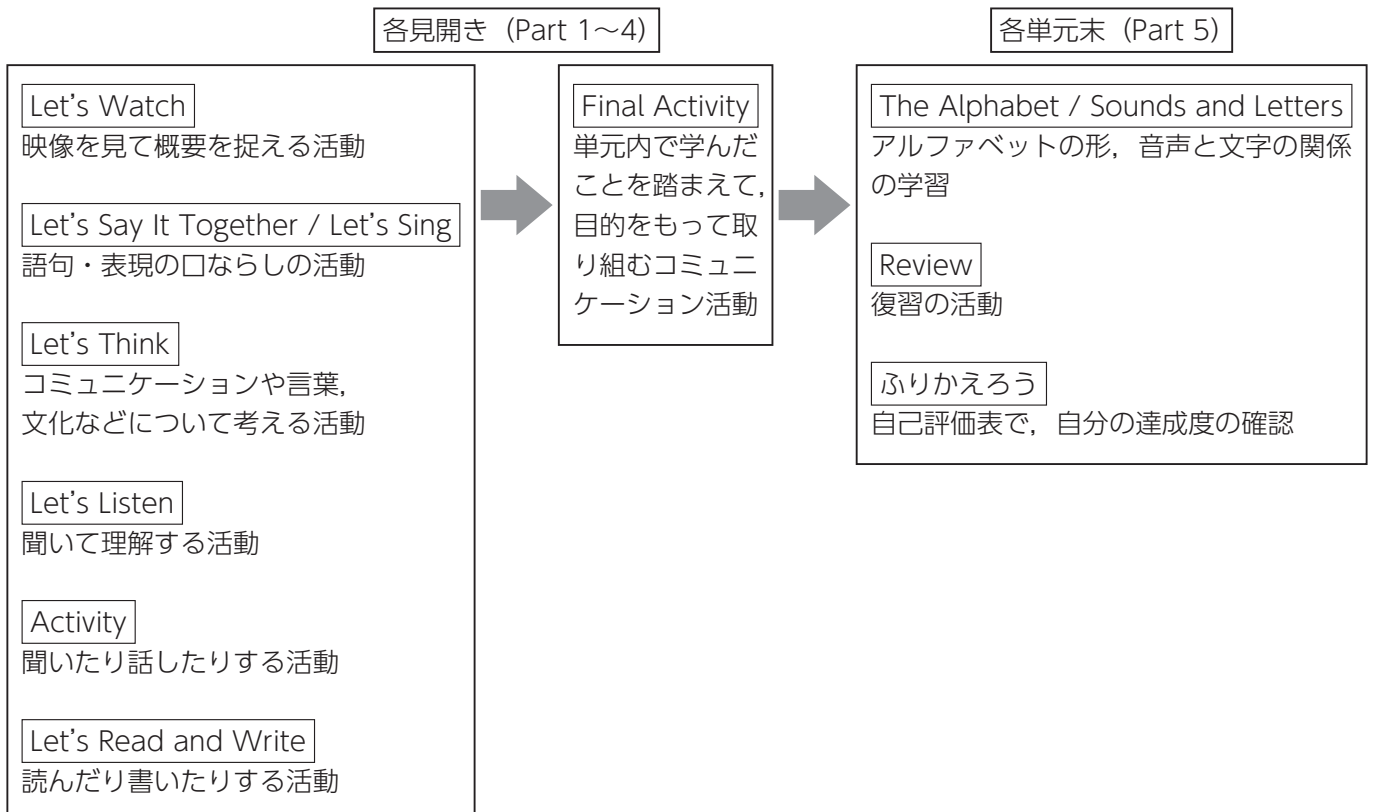 各見開き（Part 1～4）
Let's Watch
映像を見て概要を捉える活動
Let's Say It Together / Let's Sing
語句・表現の口ならしの活動
Let's Think
コミュニケーションや言葉，
文化などについて考える活動
Let's Listen
聞いて理解する活動
Activity
聞いたり話したりする活動
Let's Read and Write
読んだり書いたりする活動
Final Activity
単元内で学んだ
ことを踏まえて，
目的をもって取
り組むコミュニ
ケーション活動
各単元末（Part 5）
The Alphabet / Sounds and Letters
アルファベットの形，音声と文字の関係
の学習
Review
復習の活動
ふりかえろう
自己評価表で，自分の達成度の確認